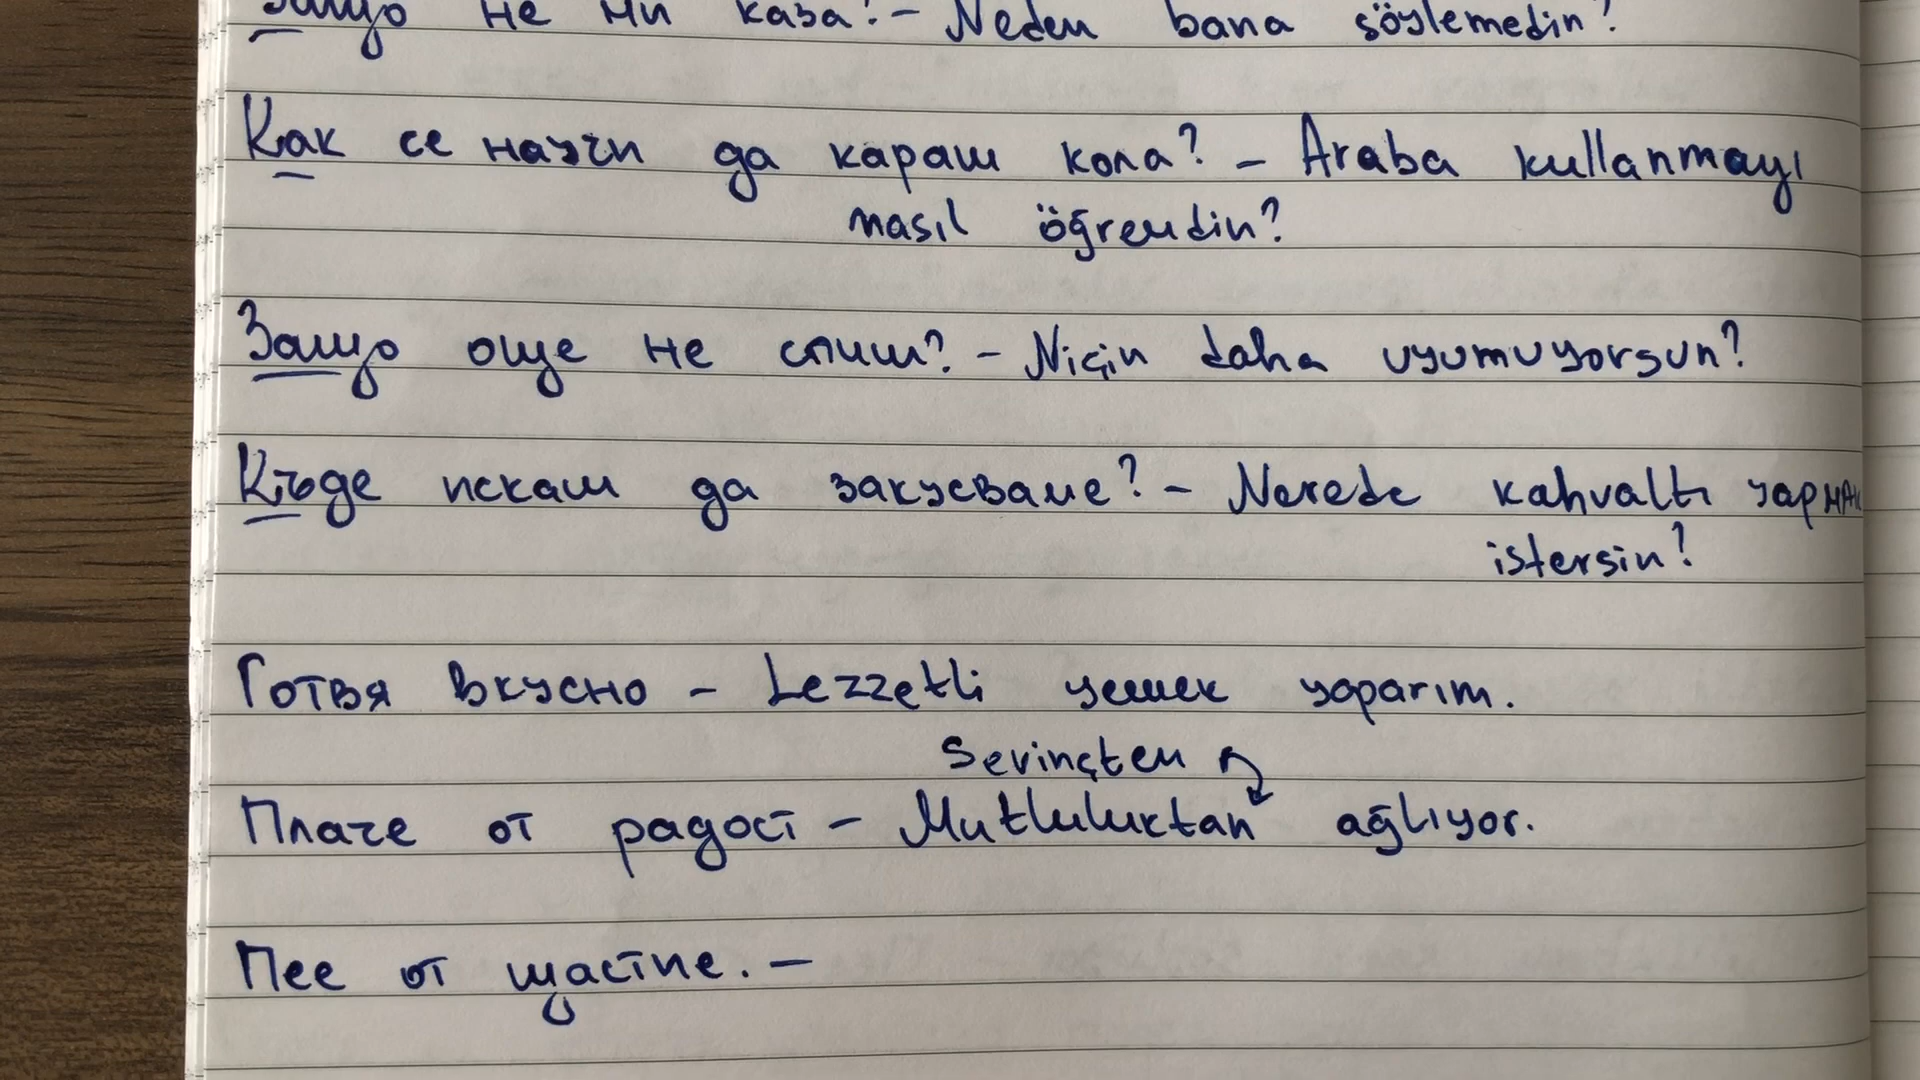 Защо не ми каза? - Neden bana söylemedin?
Как се научи да караш кола? - Araba kullanmayı
nasıl öğrendin?
Защо още не спиш? - Niçin daha uyumuyorsun?
Къде искаш да закусваме? - Nerede kahvaltı yapmak
istersin?
Готвя вкусно - Lezzetli yemek yaparım.
Sevinçten
Плаче от радост - Mutluluktan ağlıyor.
Пее от щастие. -